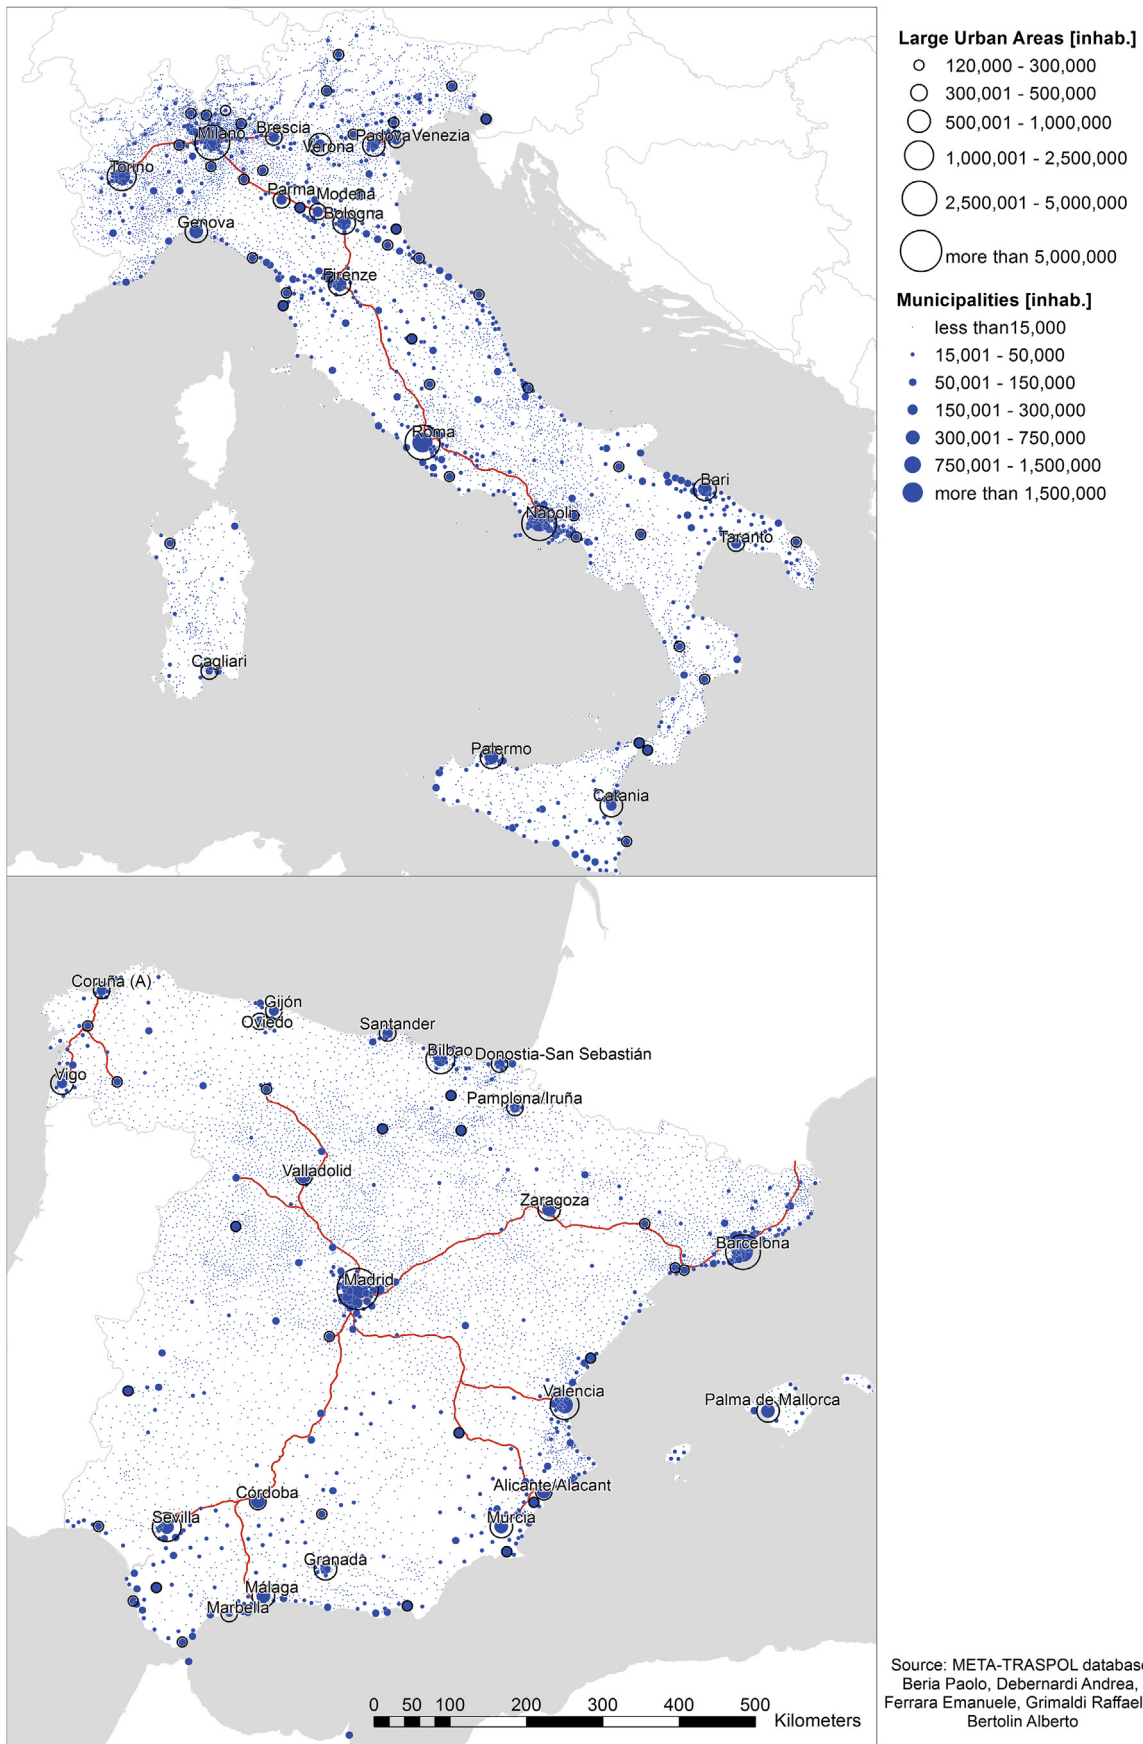 Large Urban Areas [inhab.]
120,000 - 300,000
300,001 - 500,000
500,001 - 1,000,000
1,000,001 - 2,500,000
2,500,001 - 5,000,000
more than 5,000,000
Municipalities [inhab.]
less than15,000
15,001 - 50,000
50,001 - 150,000
150,001 - 300,000
300,001 - 750,000
750,001 - 1,500,000
more than 1,500,000
Milano
Brescia
Verona
Padova
Venezia
Torino
Parma
Modena
Bologna
Genova
Firenze
Roma
Napoli
Bari
Taranto
Cagliari
Palermo
Catania
Coruña (A)
Gijón
Oviedo
Santander
Bilbao
Donostia-San Sebastián
Vigo
Pamplona/Iruña
Valladolid
Zaragoza
Barcelona
Madrid
Valencia
Palma de Mallorca
Alicante/Alacant
Córdoba
Sevilla
Murcia
Granada
Málaga
Marbella
0 50 100 200 300 400 500
Kilometers
Source: META-TRASPOL database
Beria Paolo, Debernardi Andrea,
Ferrara Emanuele, Grimaldi Raffael
Bertolin Alberto